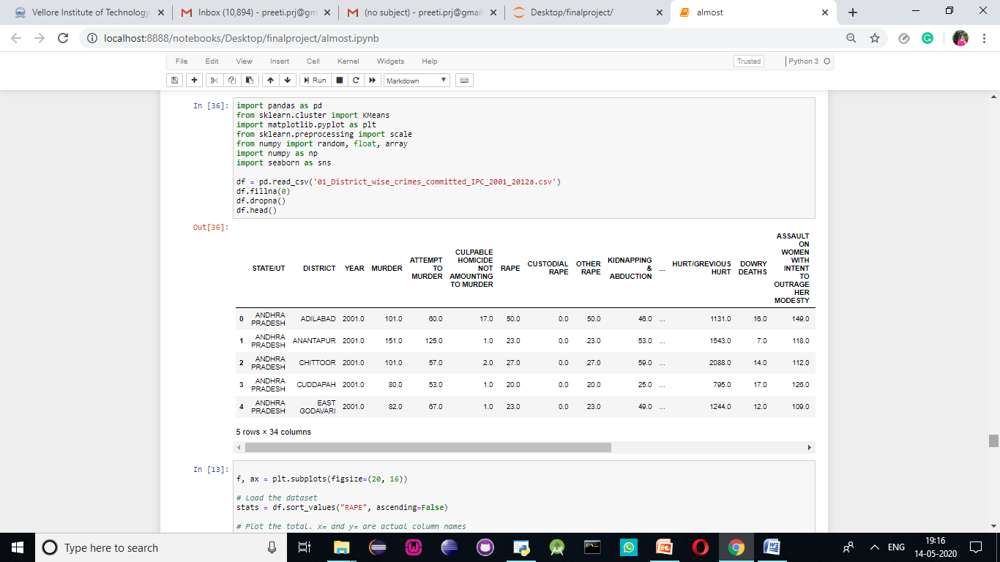 Vellore Institute of Technology
Inbox (10,894) - preeti.prj@gm
(no subject) - preeti.prj@gmail
Desktop/finalproject/
almost
localhost:8888/notebooks/Desktop/finalproject/almost.ipynb
File Edit View Insert Cell Kernel Widgets Help
Trusted
Python 3
Run
Markdown
In [36]:
import pandas as pd
from sklearn.cluster import KMeans
import matplotlib.pyplot as plt
from sklearn.preprocessing import scale
from numpy import random, float, array
import numpy as np
import seaborn as sns
df = pd.read_csv('01_District_wise_crimes_committed_IPC_2001_2012a.csv')
df.fillna(0)
df.dropna()
df.head()
Out[36]:
STATE/UT DISTRICT YEAR MURDER ATTEMPT TO MURDER CULPABLE HOMICIDE NOT AMOUNTING TO MURDER RAPE CUSTODIAL RAPE OTHER RAPE KIDNAPPING & ABDUCTION ... HURT/GREVIOUS HURT DOWRY DEATHS ASSAULT ON WOMEN WITH INTENT TO OUTRAGE HER MODESTY
0 ANDHRA PRADESH ADILABAD 2001.0 101.0 60.0 17.0 50.0 0.0 50.0 46.0 ... 1131.0 16.0 149.0
1 ANDHRA PRADESH ANANTAPUR 2001.0 151.0 125.0 1.0 23.0 0.0 23.0 53.0 ... 1543.0 7.0 118.0
2 ANDHRA PRADESH CHITTOOR 2001.0 101.0 57.0 2.0 27.0 0.0 27.0 59.0 ... 2088.0 14.0 112.0
3 ANDHRA PRADESH CUDDAPAH 2001.0 80.0 53.0 1.0 20.0 0.0 20.0 25.0 ... 795.0 17.0 126.0
4 ANDHRA PRADESH EAST GODAVARI 2001.0 82.0 67.0 1.0 23.0 0.0 23.0 49.0 ... 1244.0 12.0 109.0
5 rows × 34 columns
In [13]:
f, ax = plt.subplots(figsize=(20, 16))
# Load the dataset
stats = df.sort_values("RAPE", ascending=False)
# Plot the total. x= and y= are actual column names
Type here to search
ENG
19:16
14-05-2020